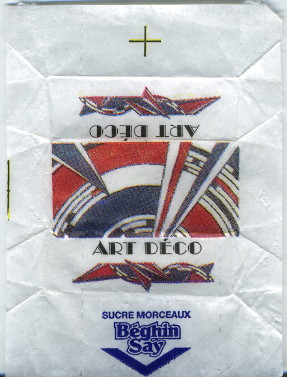 ART DÉCO
ART DÉCO
SUCRE MORCEAUX
Béghin
Say